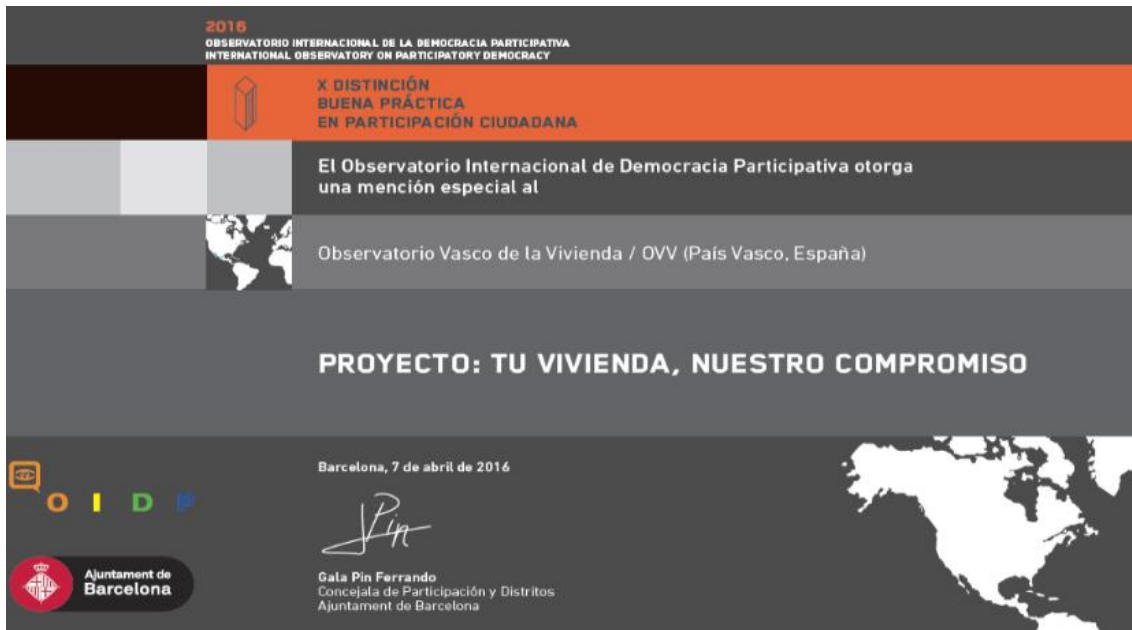 2016
OBSERVATORIO INTERNACIONAL DE LA DEMOCRACIA PARTICIPATIVA
INTERNATIONAL OBSERVATORY ON PARTICIPATORY DEMOCRACY
X DISTINCIÓN
BUENA PRÁCTICA
EN PARTICIPACIÓN CIUDADANA
El Observatorio Internacional de Democracia Participativa otorga
una mención especial al
Observatorio Vasco de la Vivienda / OVV (País Vasco, España)
PROYECTO: TU VIVIENDA, NUESTRO COMPROMISO
Barcelona, 7 de abril de 2016
O I D P
JPin
Gala Pin Ferrando
Concejala de Participación y Distritos
Ajuntament de Barcelona
Ajuntament de
Barcelona